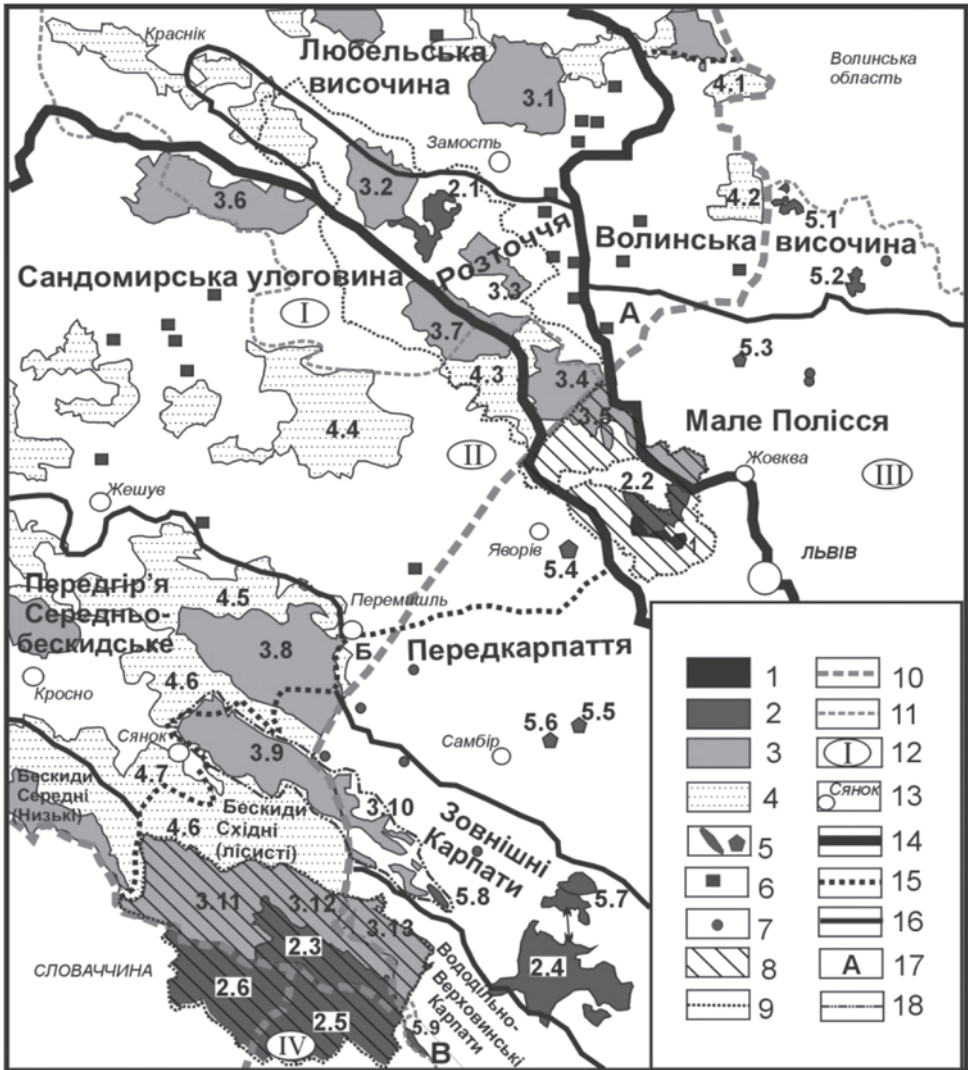 Краснік
Любельська
височина
Волинська
область
3.1
4.1
Замость
3.2
2.1
3.6
4.2
5.1
Волинська височина
Розточчя
5.2
Сандомирська улоговина
3.3
I
А
3.7
5.3
4.3
3.4
4.4
3.5
Мале Полісся
II
2.2
Жовква
III
Жешув
1
Яворів
ЛЬВІВ
5.4
Передгір'я
Середньо-
бескидське
4.5
Перемишль
Б
Передкарпаття
3.8
Кросно
4.6
5.5
5.6
Сянок
3.9
Самбір
4.7
Бескиди
Середні
(Низькі)
4.6
Бескиди
Східні
(лісисті)
3.10
Зовнішні
Карпати
5.8
5.7
3.11
3.12
3.13
2.3
2.4
СЛОВАЧЧИНА
2.6
2.5
Вододільно-
Верховинські
Карпати
5.9
IV
В
1
2
3
4
5
6
7
8
9
10
11
I
12
Сянок
13
14
15
16
А
17
18